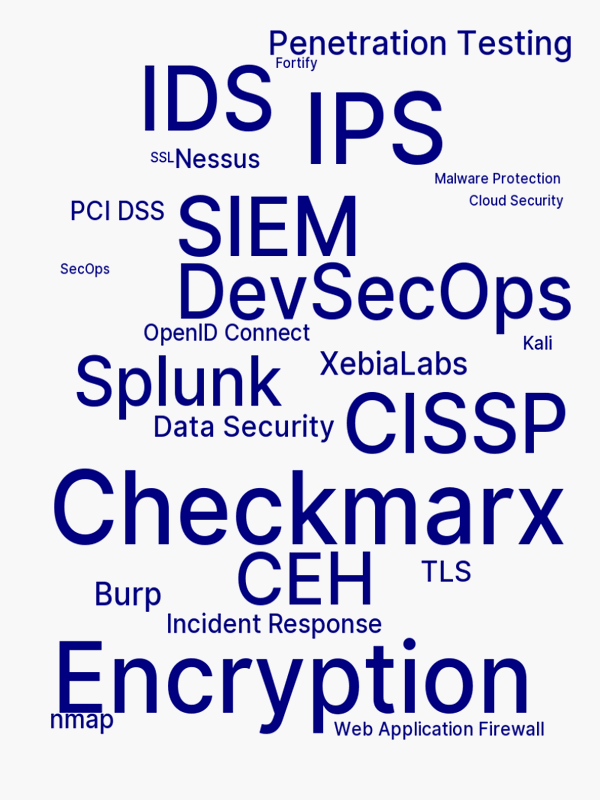 Penetration Testing
Fortify
IDS
IPS
SSL
Nessus
Malware Protection
Cloud Security
PCI DSS
SIEM
SecOps
DevSecOps
OpenID Connect
Kali
XebiaLabs
Splunk
CISSP
Data Security
Checkmarx
CEH
TLS
Burp
Incident Response
Encryption
nmap
Web Application Firewall